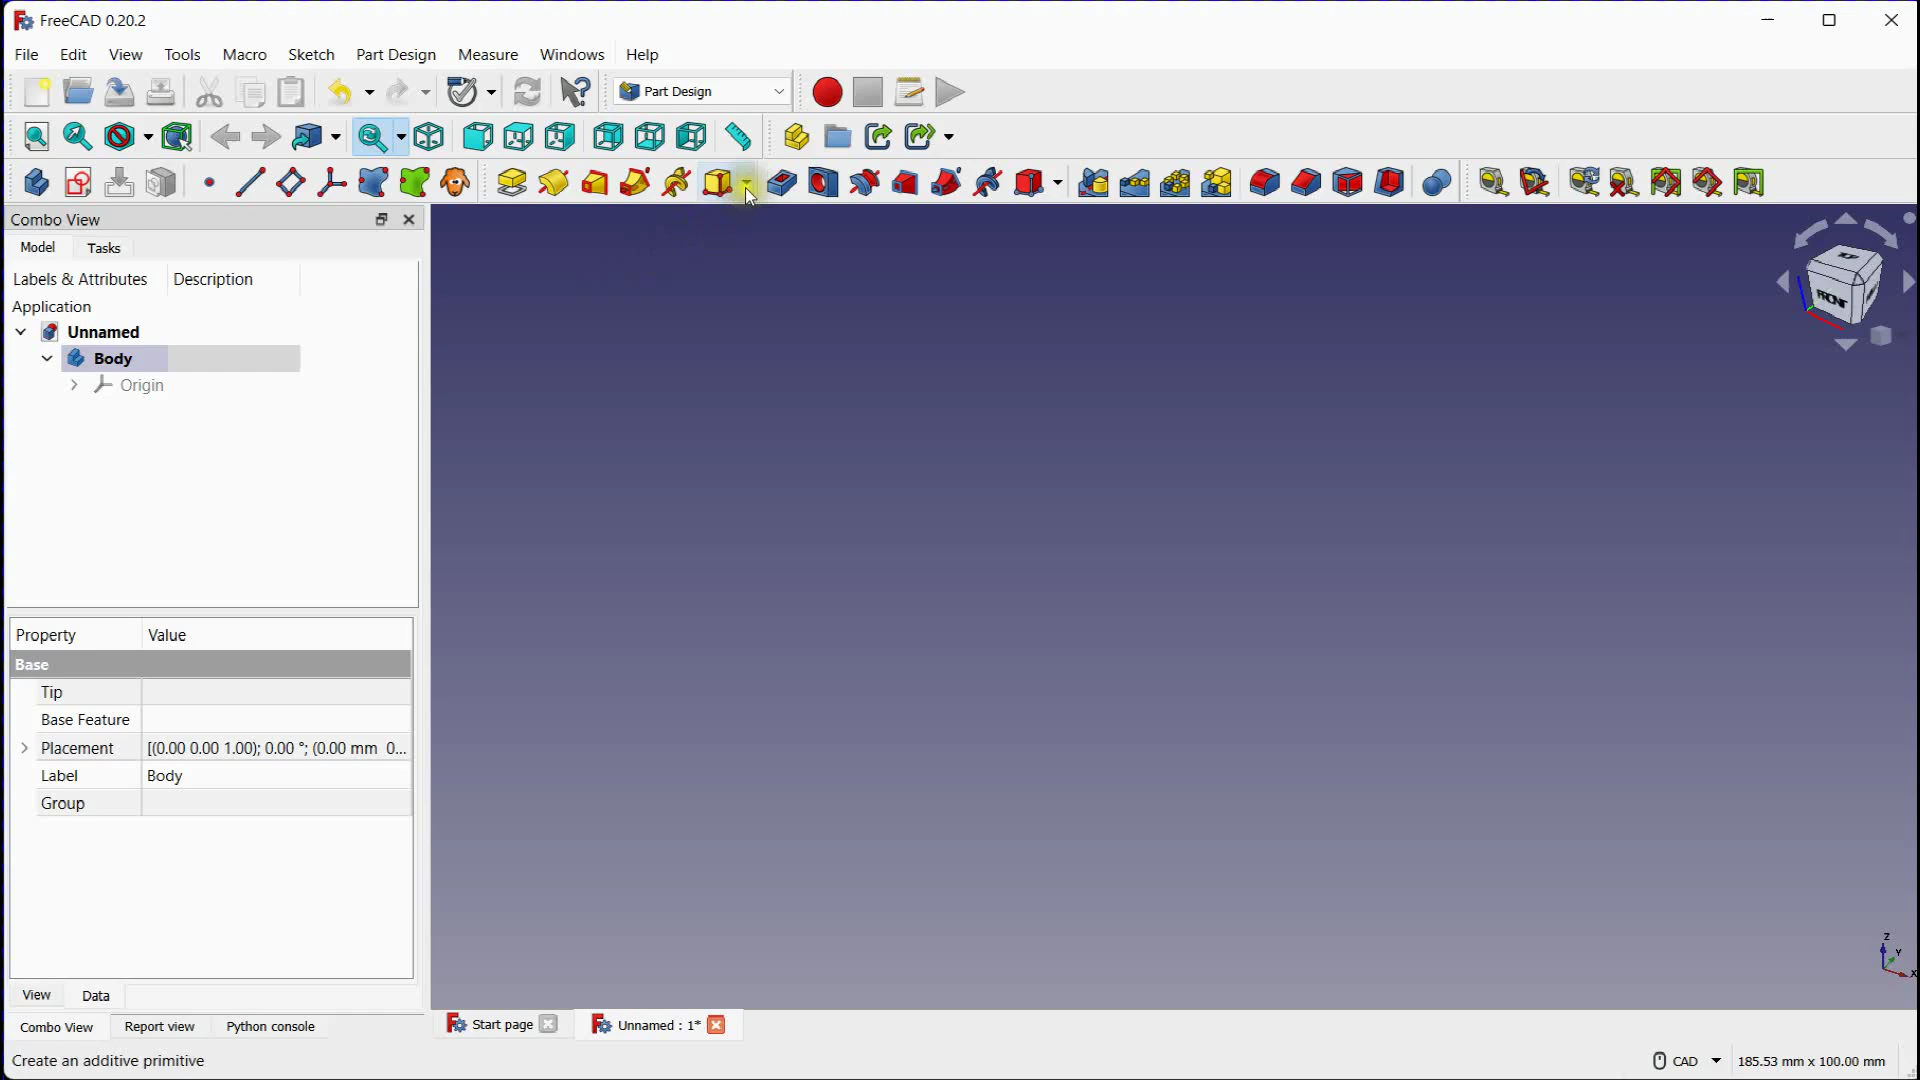 FreeCAD 0.20.2
File Edit View Tools Macro Sketch Part Design Measure Windows Help
Part Design
Combo View
Model Tasks
Labels & Attributes Description
Application
Unnamed
Body
Origin
FRONT
Property Value
Base
Tip
Base Feature
Placement [(0.00 0.00 1.00); 0.00 °; (0.00 mm 0...
Label Body
Group
Z
Y
X
View Data
Combo View Report view Python console
Start page Unnamed : 1*
Create an additive primitive
CAD 185.53 mm x 100.00 mm